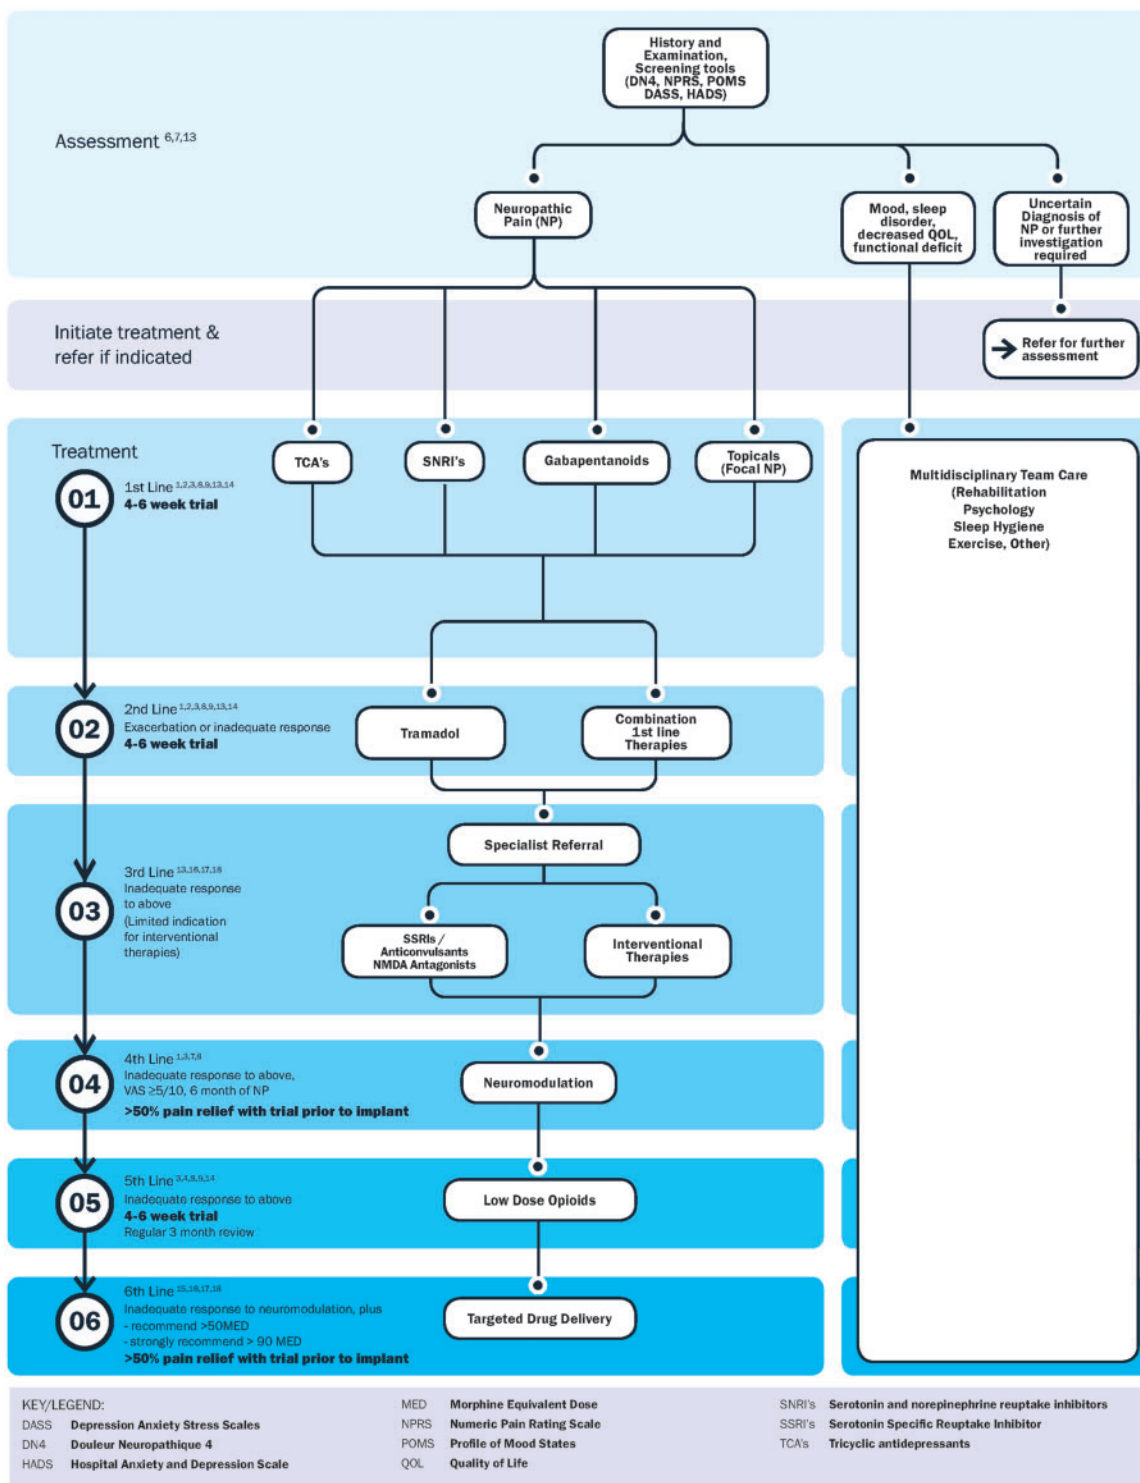 History and
Examination,
Screening tools
(DN4, NPRS, POMS
DASS, HADS)
Assessment 6,7,13
Neuropathic
Pain (NP)
Mood, sleep
disorder,
decreased QOL,
functional deficit
Uncertain
Diagnosis of
NP or further
investigation
required
Initiate treatment &
refer if indicated
Refer for further
assessment
Treatment
01
1st Line 1,2,3,8,9,13,14
4-6 week trial
TCA's
SNRI's
Gabapentanoids
Topicals
(Focal NP)
Multidisciplinary Team Care
(Rehabilitation
Psychology
Sleep Hygiene
Exercise, Other)
02
2nd Line 1,2,3,8,9,13,14
Exacerbation or inadequate response
4-6 week trial
Tramadol
Combination
1st line
Therapies
03
3rd Line 13,16,17,18
Inadequate response
to above
(Limited indication
for interventional
therapies)
Specialist Referral
SSRIs /
Anticonvulsants
NMDA Antagonists
Interventional
Therapies
04
4th Line 1,3,7,8
Inadequate response to above,
VAS ≥5/10, 6 month of NP
>50% pain relief with trial prior to implant
Neuromodulation
05
5th Line 3,4,8,9,14
Inadequate response to above
4-6 week trial
Regular 3 month review
Low Dose Opioids
06
6th Line 15,16,17,18
Inadequate response to neuromodulation, plus
- recommend >50MED
- strongly recommend > 90 MED
>50% pain relief with trial prior to implant
Targeted Drug Delivery
KEY/LEGEND:
DASS Depression Anxiety Stress Scales
DN4 Douleur Neuropathique 4
HADS Hospital Anxiety and Depression Scale
MED Morphine Equivalent Dose
NPRS Numeric Pain Rating Scale
POMS Profile of Mood States
QOL Quality of Life
SNRI's Serotonin and norepinephrine reuptake inhibitors
SSRI's Serotonin Specific Reuptake Inhibitor
TCA's Tricyclic antidepressants